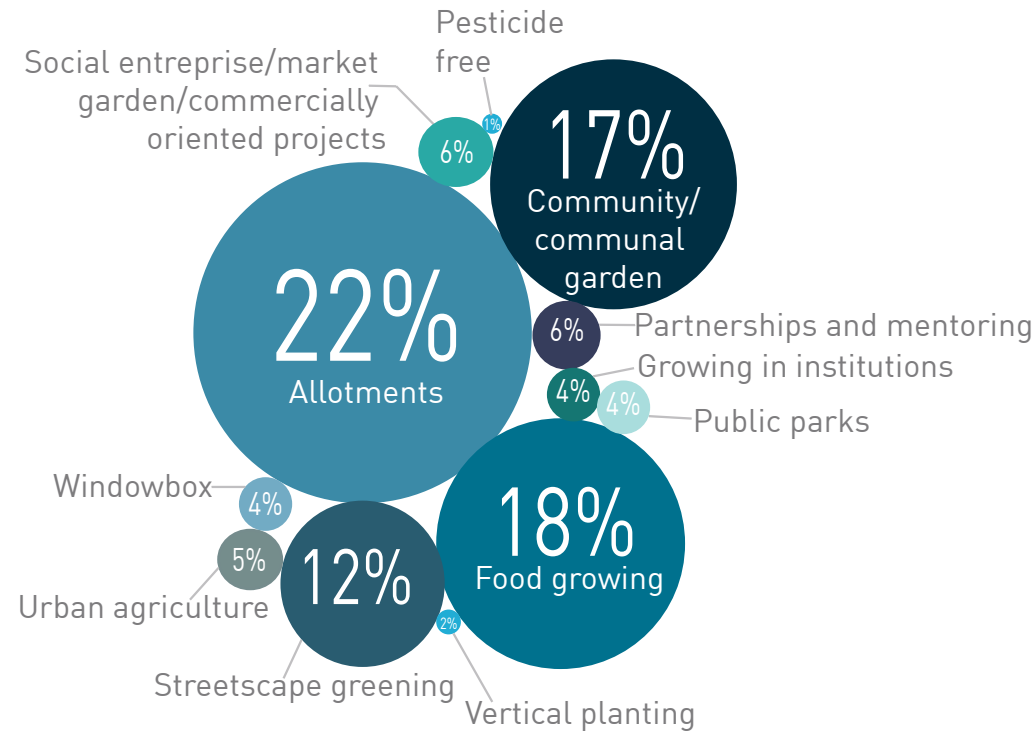 Pesticide
free
1%
Social entreprise/market
garden/commercially
oriented projects
6%
17%
Community/
communal
garden
22%
Allotments
6%
Partnerships and mentoring
4%
Growing in institutions
4%
Public parks
Windowbox
4%
5%
Urban agriculture
12%
Streetscape greening
18%
Food growing
2%
Vertical planting